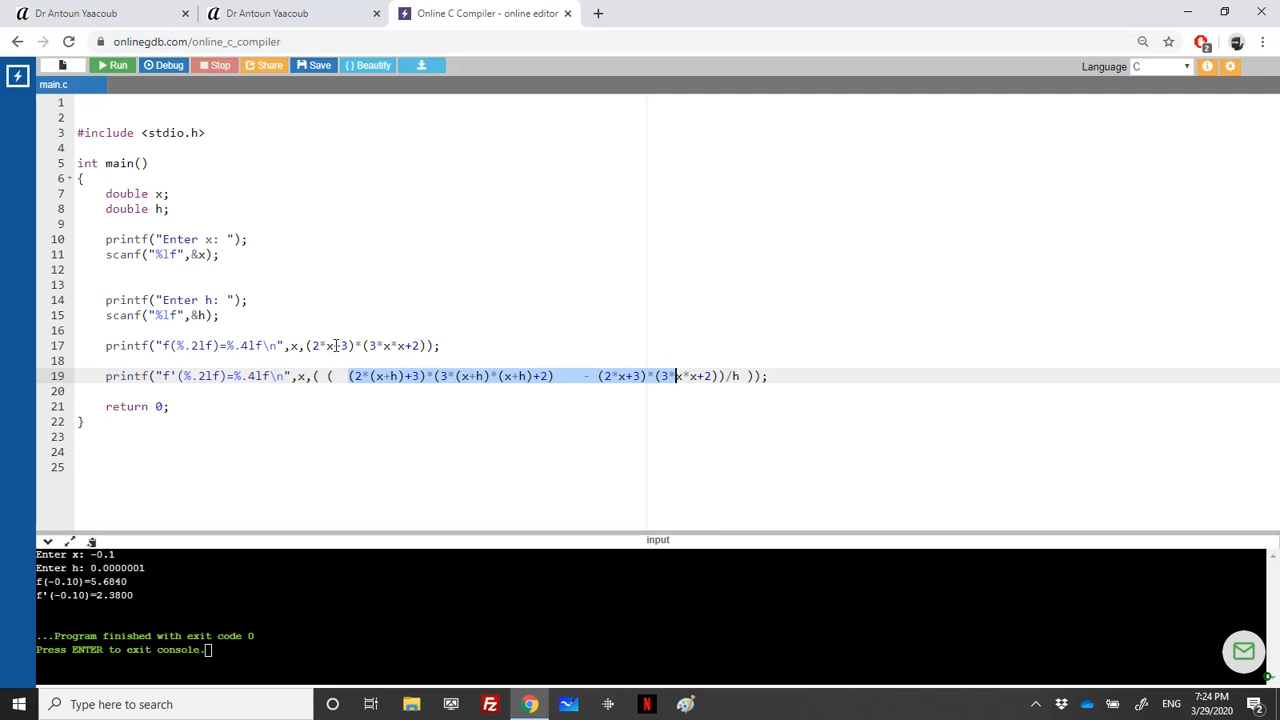 Dr Antoun Yaacoub
Dr Antoun Yaacoub
Online C Compiler - online editor
onlinegdb.com/online_c_compiler
2
Run
Debug
Stop
Share
Save
{ } Beautify
Language C
main.c
1
2
3 #include <stdio.h>
4
5 int main()
6 {
7 double x;
8 double h;
9
10 printf("Enter x: ");
11 scanf("%lf",&x);
12
13
14 printf("Enter h: ");
15 scanf("%lf",&h);
16
17 printf("f(%.2lf)=%.4lf\n",x,(2*x+3)*(3*x*x+2));
18
19 printf("f'(%.2lf)=%.4lf\n",x,( ( (2*(x+h)+3)*(3*(x+h)*(x+h)+2) - (2*x+3)*(3*x*x+2))/h ));
20
21 return 0;
22 }
23
24
25
input
Enter x: -0.1
Enter h: 0.0000001
f(-0.10)=5.6840
f'(-0.10)=2.3800
...Program finished with exit code 0
Press ENTER to exit console.
Type here to search
ENG
7:24 PM
3/29/2020
2